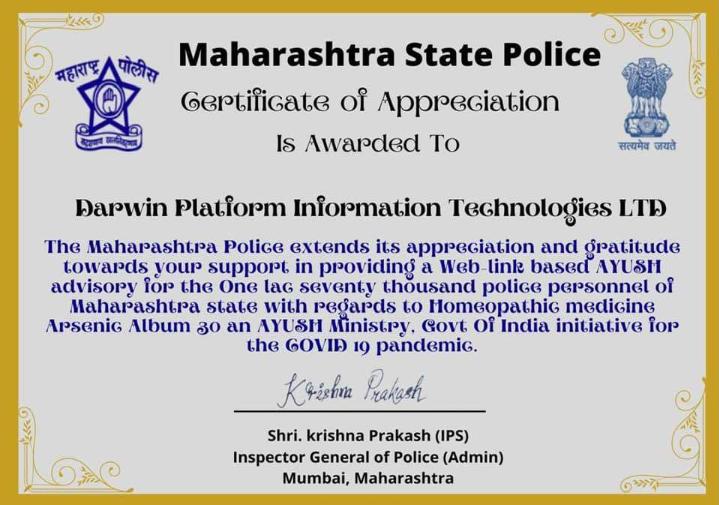 महाराष्ट्र पोलीस
Maharashtra State Police
Certificate of Appreciation
Is Awarded To
सत्यमेव जयते
Darwin Platform Information Technologies LTD
The Maharashtra Police extends its appreciation and gratitude
towards your support in providing a Web-link based AYUSH
advisory for the One lac seventy thousand police personnel of
Maharashtra state with regards to Homeopathic medicine
Arsenic Album 30 an AYUSH Ministry, Govt Of India initiative for
the COVID 19 pandemic.
Krishna Prakash
Shri. krishna Prakash (IPS)
Inspector General of Police (Admin)
Mumbai, Maharashtra